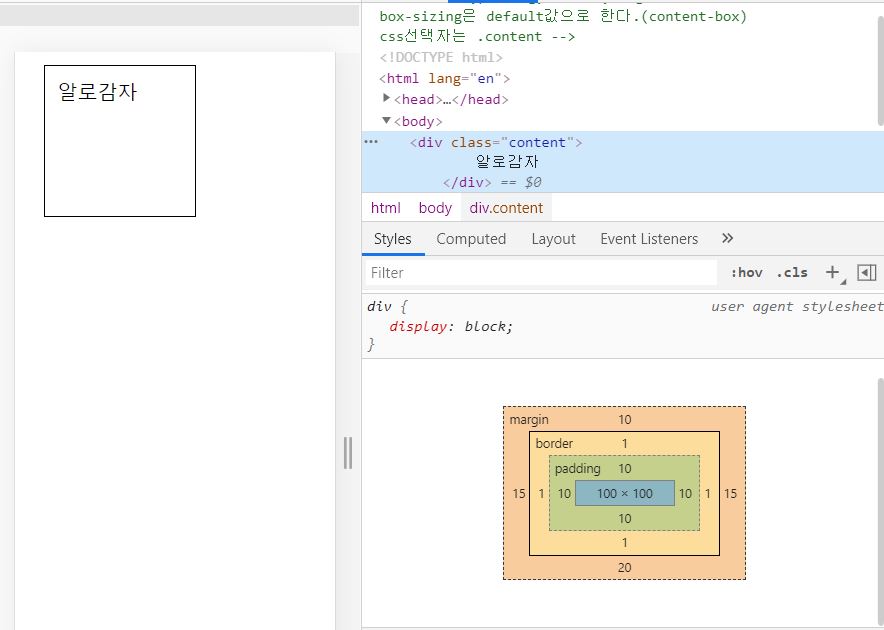 알로감자
box-sizing은 default값으로 한다.(content-box)
css선택자는 .content -->
<!DOCTYPE html>
<html lang="en">
<head>…</head>
<body>
<div class="content">
알로감자
</div> == $0
html body div.content
Styles Computed Layout Event Listeners »
Filter :hov .cls +
div { user agent stylesheet
display: block;
}
margin 10
border 1
padding 10
15 1 10 100 × 100 10 1 15
10
1
20